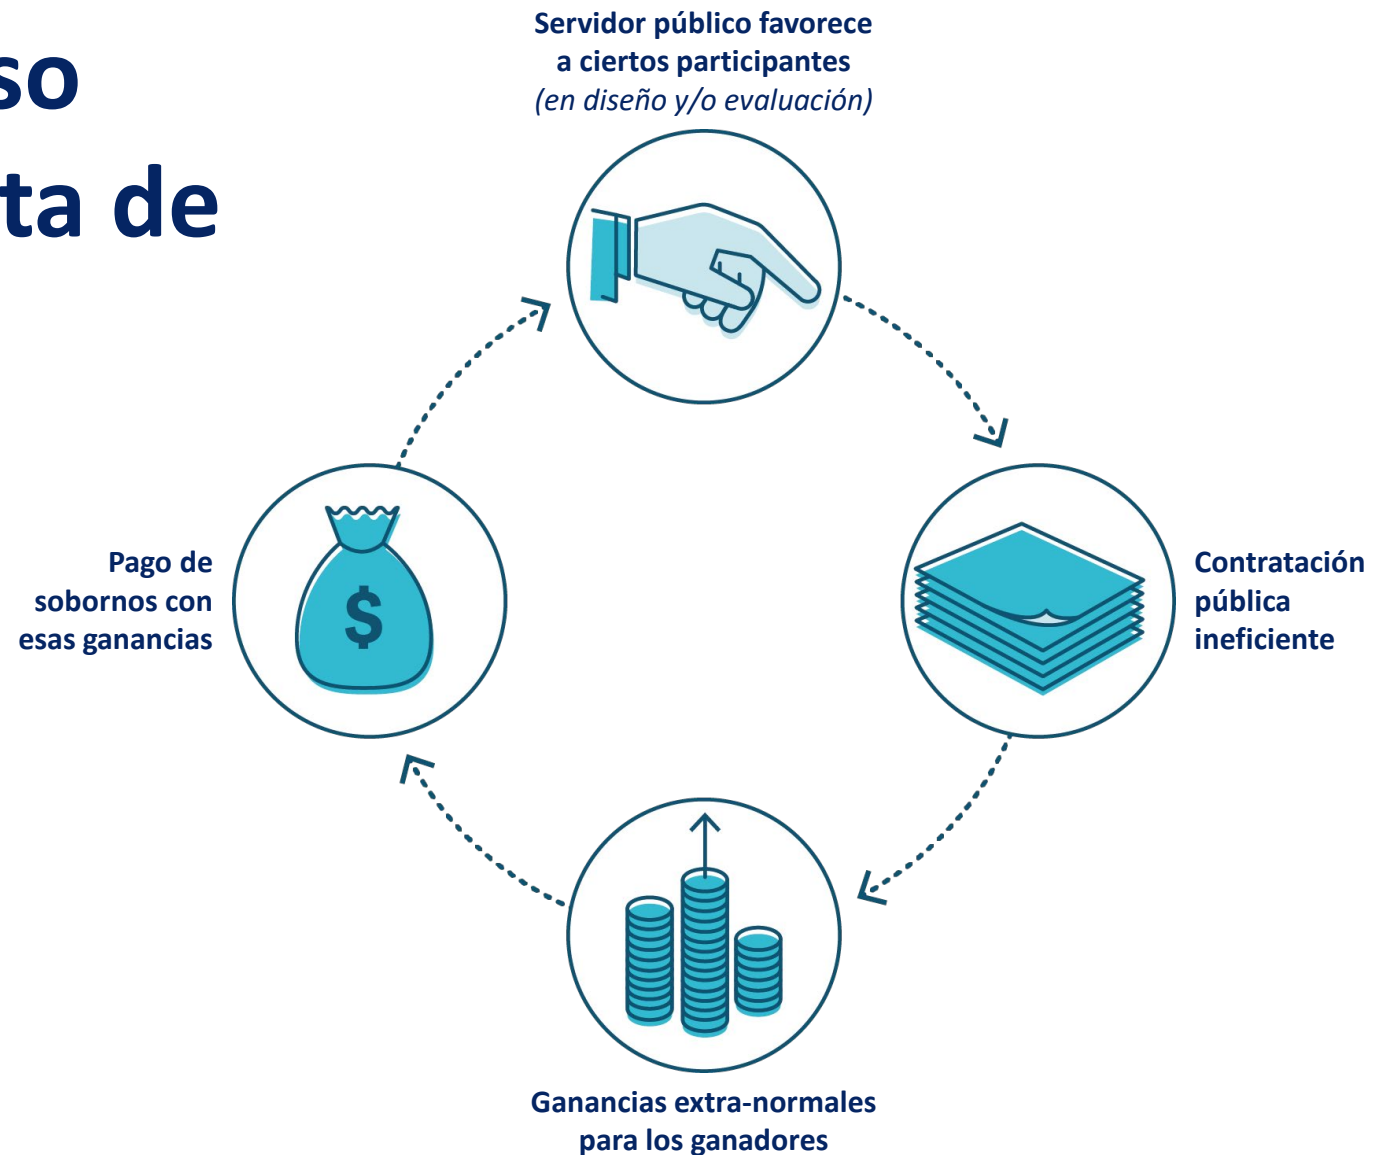 so
ta de
Servidor público favorece
a ciertos participantes
(en diseño y/o evaluación)
Contratación
pública
ineficiente
Pago de
sobornos con
esas ganancias
$
Ganancias extra-normales
para los ganadores